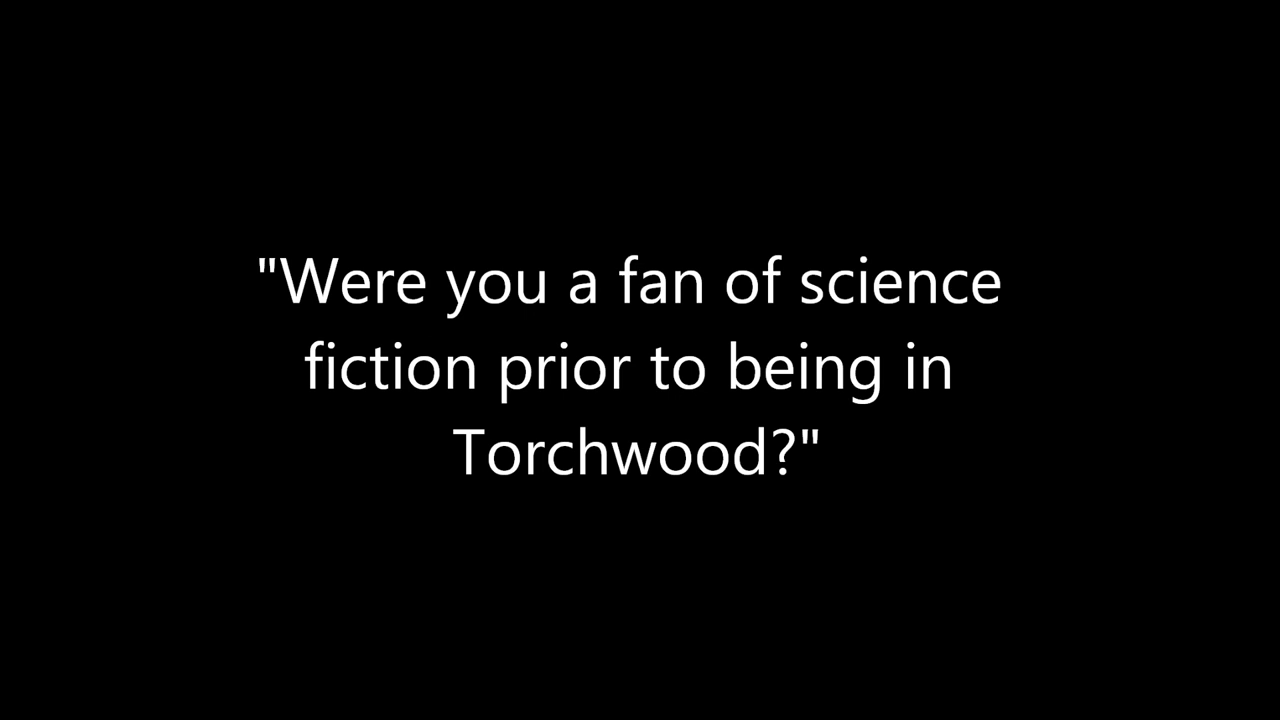 "Were you a fan of science
fiction prior to being in
Torchwood?"